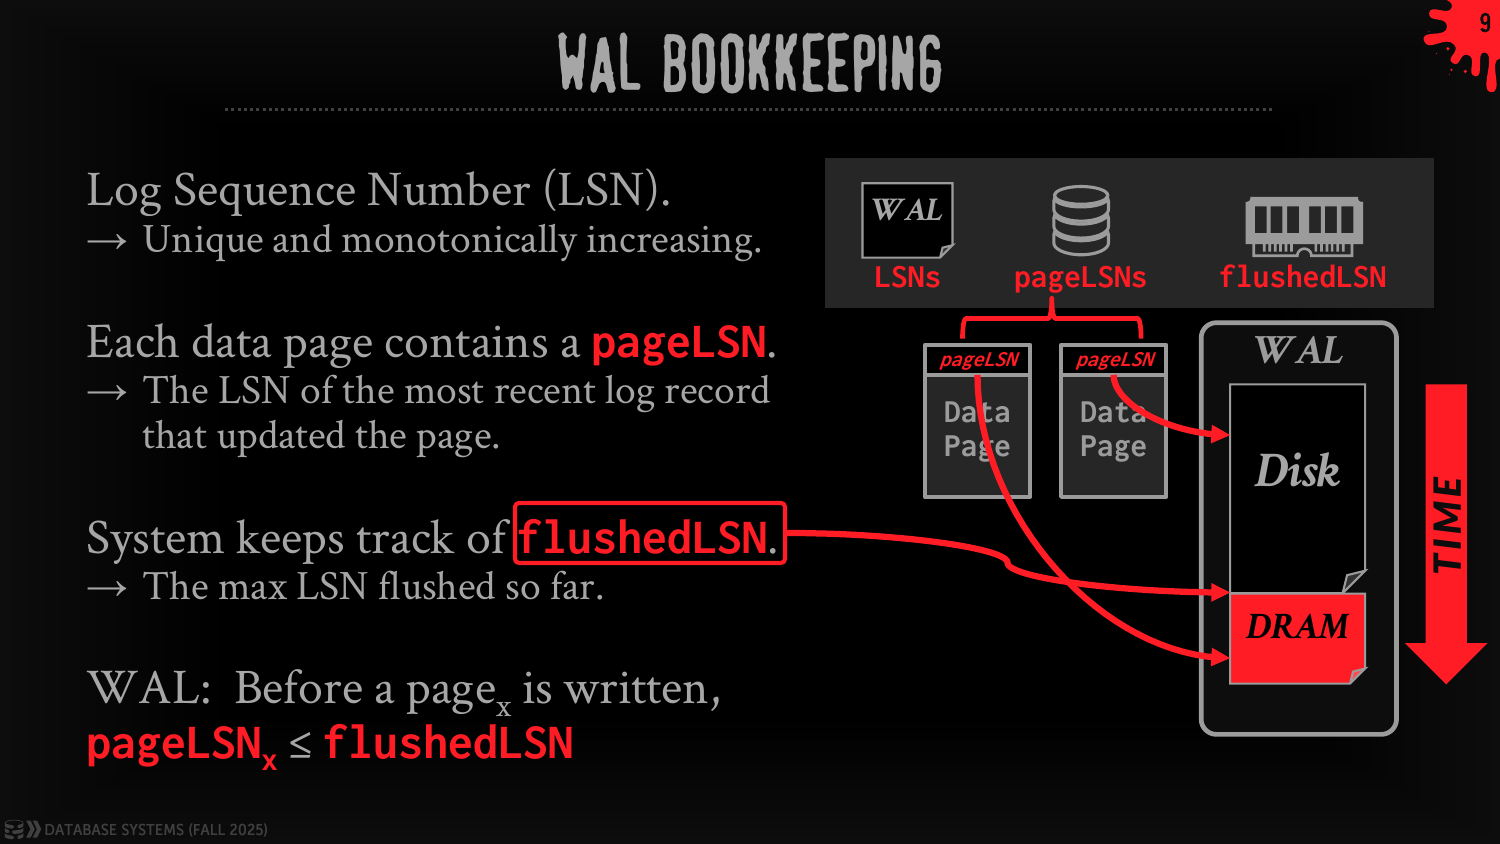 9
WAL BOOKKEEPING
Log Sequence Number (LSN).
→ Unique and monotonically increasing.
Each data page contains a pageLSN.
→ The LSN of the most recent log record
that updated the page.
System keeps track of flushedLSN.
→ The max LSN flushed so far.
WAL: Before a pagex is written,
pageLSNx ≤ flushedLSN
WAL
LSNs pageLSNs flushedLSN
pageLSN pageLSN
Data Data
Page Page
WAL
Disk
DRAM
TIME
DATABASE SYSTEMS (FALL 2025)